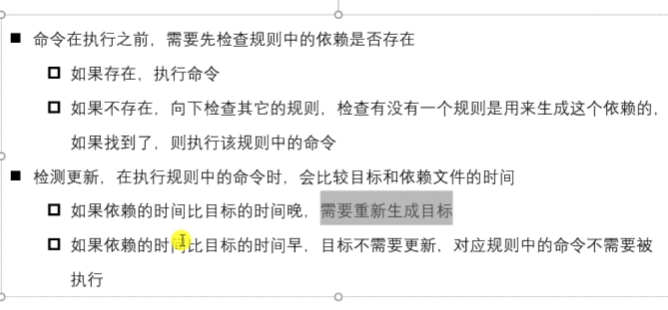 命令在执行之前，需要先检查规则中的依赖是否存在
如果存在，执行命令
如果不存在，向下检查其它的规则，检查有没有一个规则是用来生成这个依赖的，
如果找到了，则执行该规则中的命令
检测更新，在执行规则中的命令时，会比较目标和依赖文件的时间
如果依赖的时间比目标的时间晚，需要重新生成目标
如果依赖的时间比目标的时间早，目标不需要更新，对应规则中的命令不需要被
执行